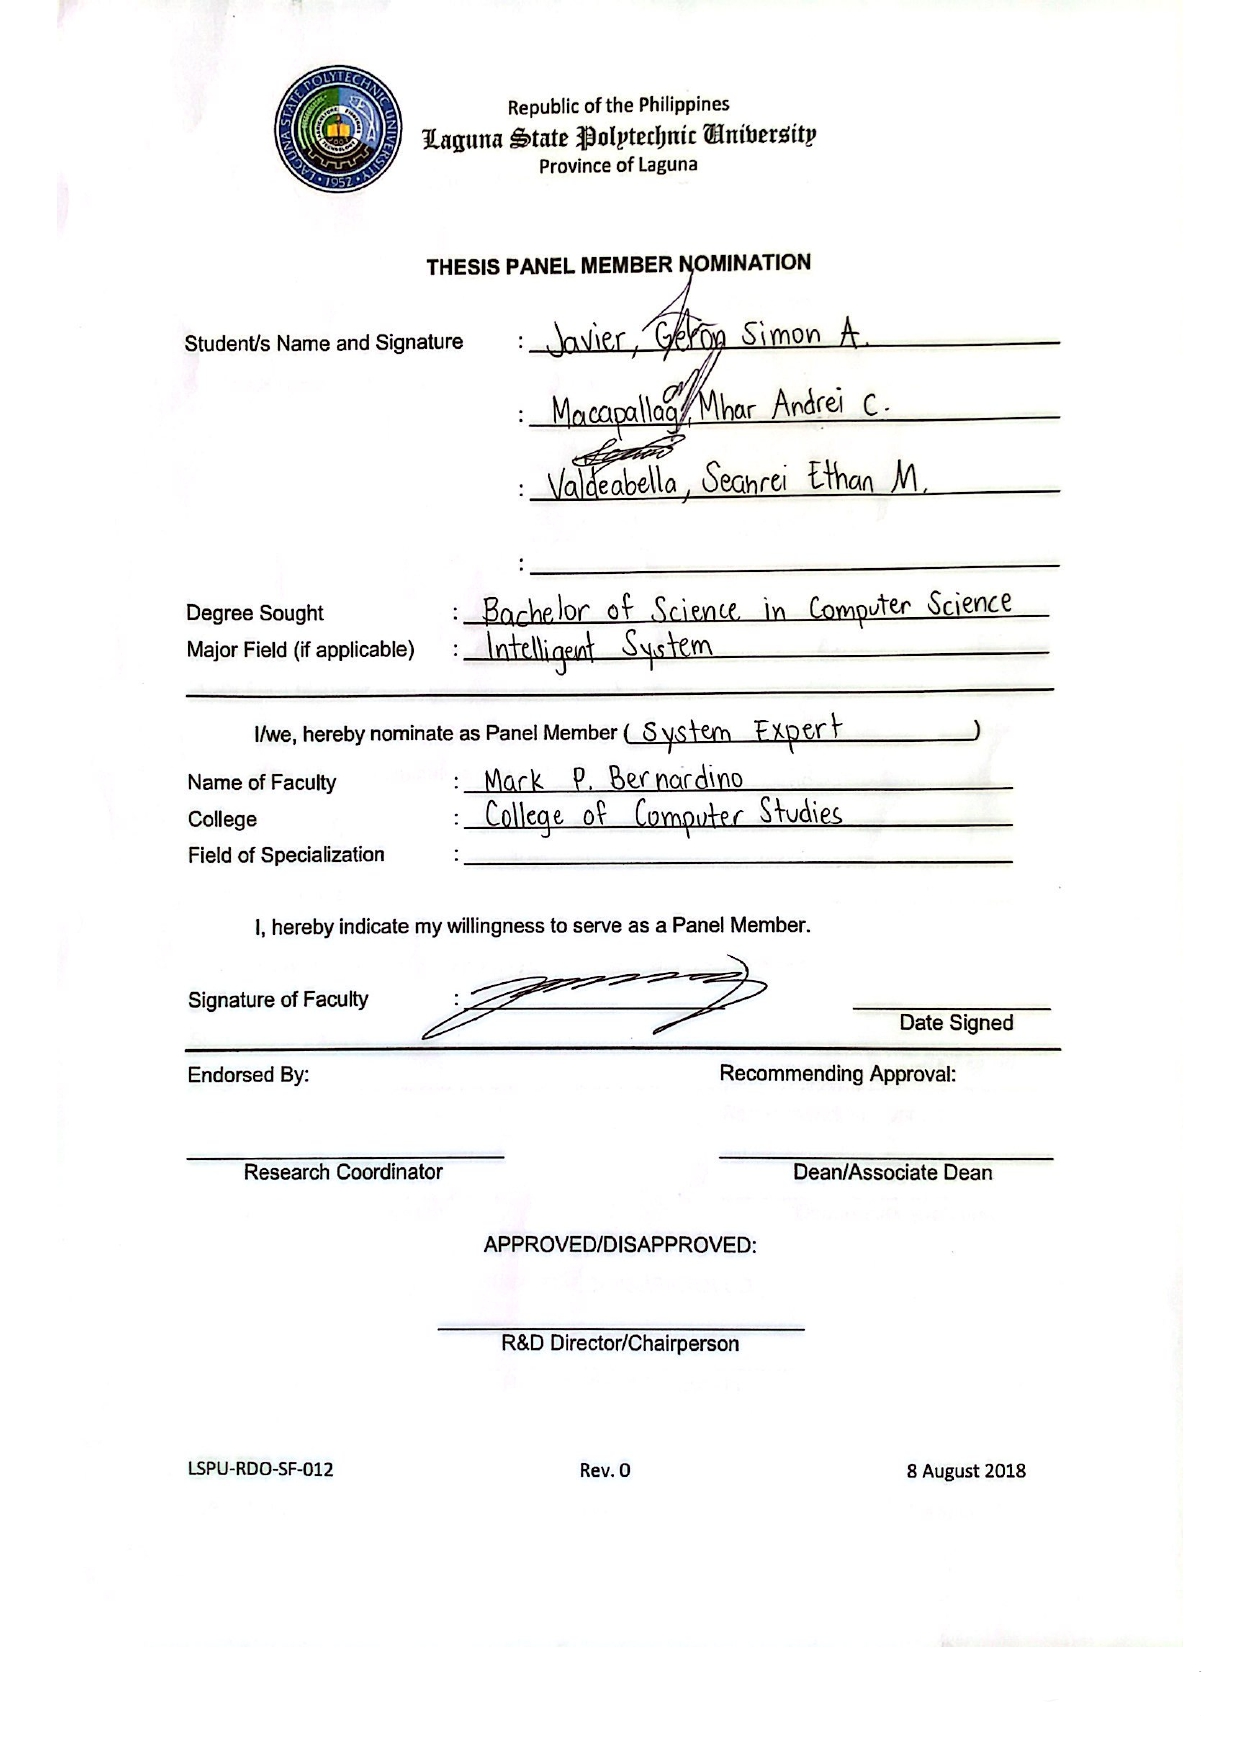 LAGUNA STATE POLYTECHNIC UNIVERSITY
1952
Republic of the Philippines
Laguna State Polytechnic University
Province of Laguna
THESIS PANEL MEMBER NOMINATION
Student/s Name and Signature : Javier, Geron Simon A.
: Macapallag, Mhar Andrei C.
: Valdeabella, Seanrei Ethan M.
:
Degree Sought : Bachelor of Science in Computer Science
Major Field (if applicable) : Intelligent System
I/we, hereby nominate as Panel Member ( System Expert )
Name of Faculty : Mark P. Bernardino
College : College of Computer Studies
Field of Specialization :
I, hereby indicate my willingness to serve as a Panel Member.
Signature of Faculty :
Date Signed
Endorsed By: Recommending Approval:
Research Coordinator Dean/Associate Dean
APPROVED/DISAPPROVED:
R&D Director/Chairperson
LSPU-RDO-SF-012 Rev. 0 8 August 2018